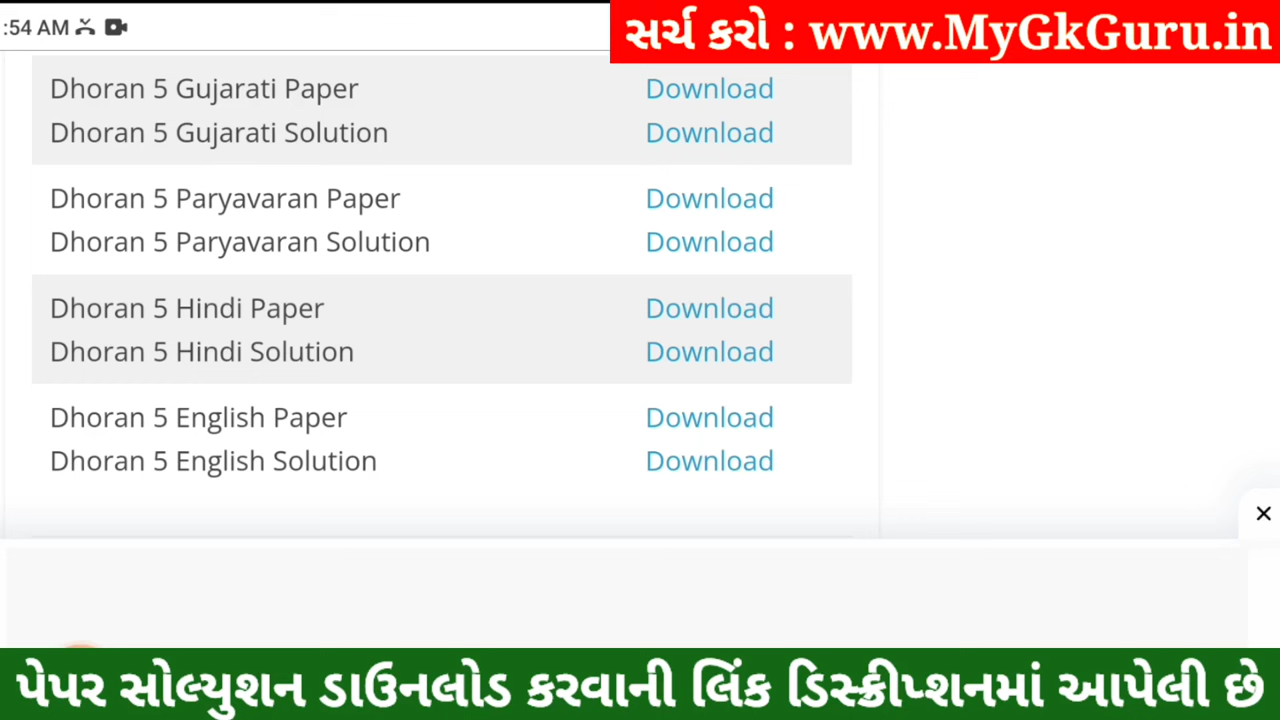 :54 AM
સર્ચ કરો : www.MyGkGuru.in
Dhoran 5 Gujarati Paper Download
Dhoran 5 Gujarati Solution Download
Dhoran 5 Paryavaran Paper Download
Dhoran 5 Paryavaran Solution Download
Dhoran 5 Hindi Paper Download
Dhoran 5 Hindi Solution Download
Dhoran 5 English Paper Download
Dhoran 5 English Solution Download
પેપર સોલ્યુશન ડાઉનલોડ કરવાની લિંક ડિસ્ક્રીપ્શનમાં આપેલી છે